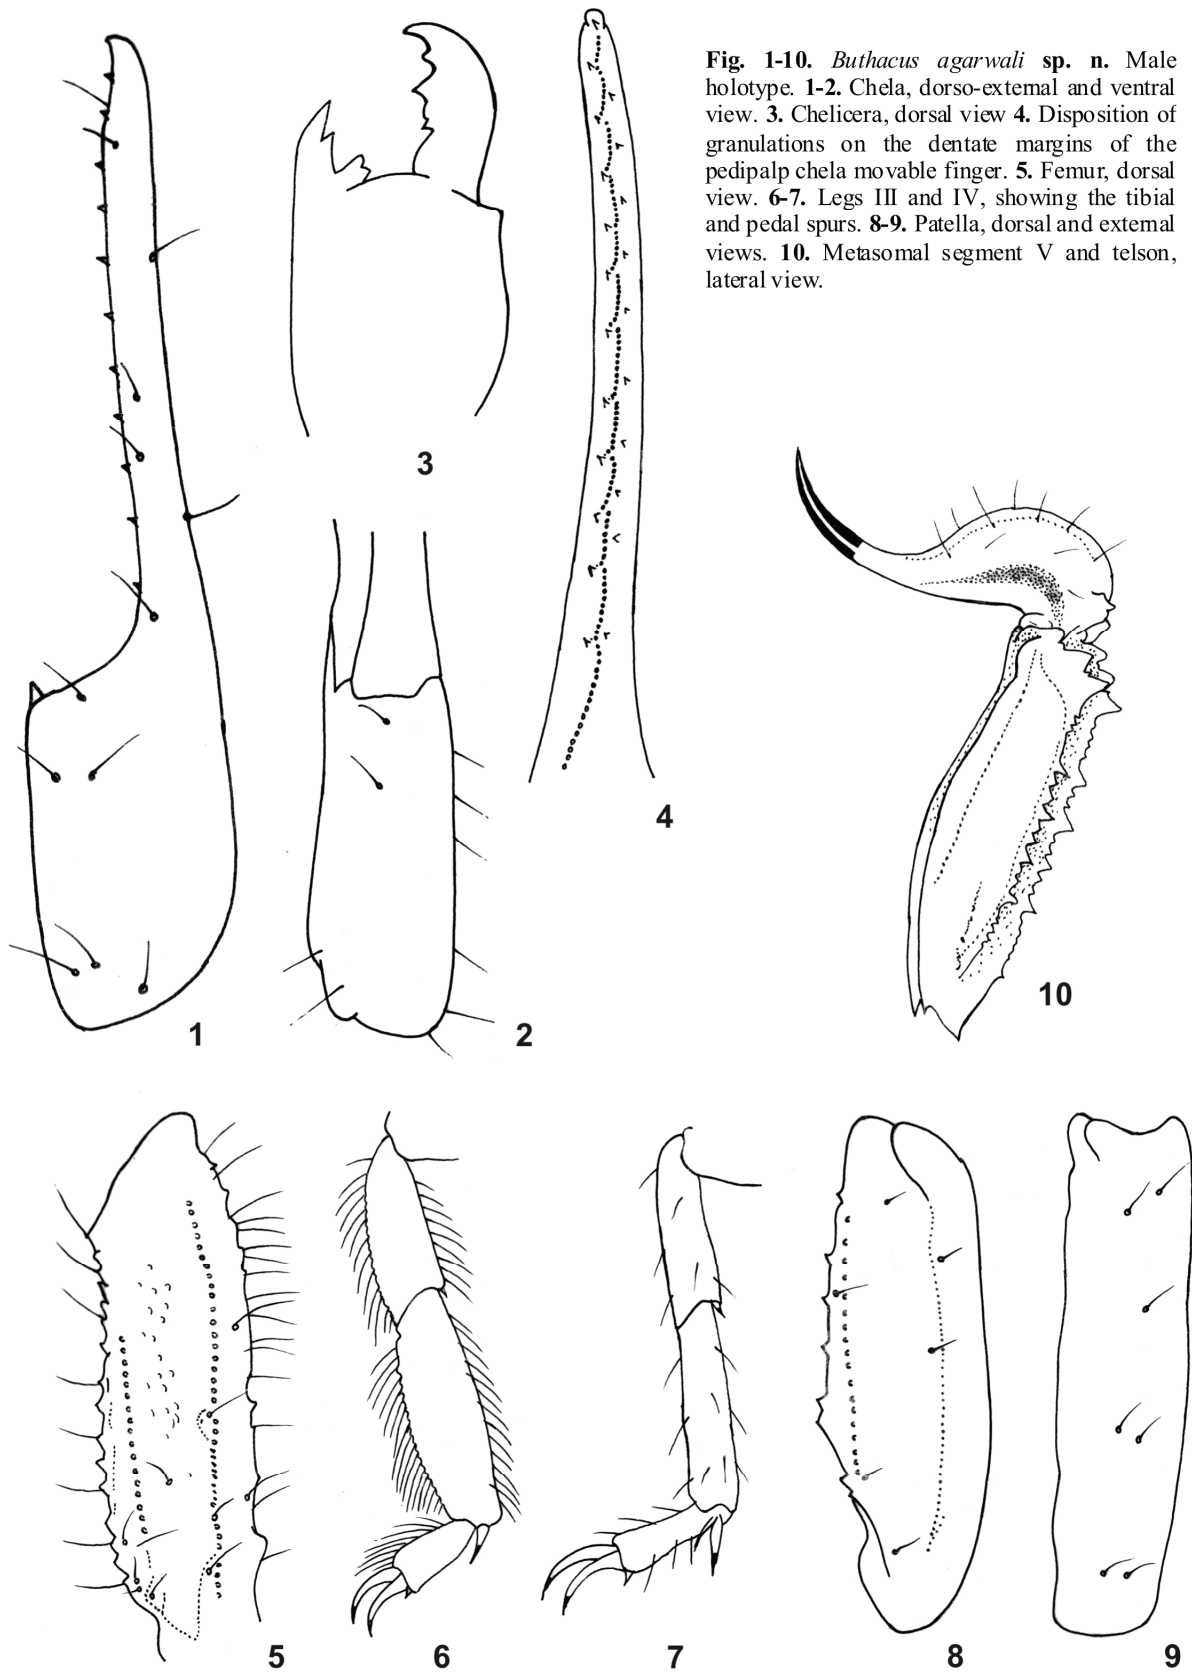 Fig. 1-10. Buthacus agarwali sp. n. Male
holotype. 1-2. Chela, dorso-external and ventral
view. 3. Chelicera, dorsal view 4. Disposition of
granulations on the dentate margins of the
pedipalp chela movable finger. 5. Femur, dorsal
view. 6-7. Legs III and IV, showing the tibial
and pedal spurs. 8-9. Patella, dorsal and external
views. 10. Metasomal segment V and telson,
lateral view.
3
4
10
1
2
5
6
7
8
9